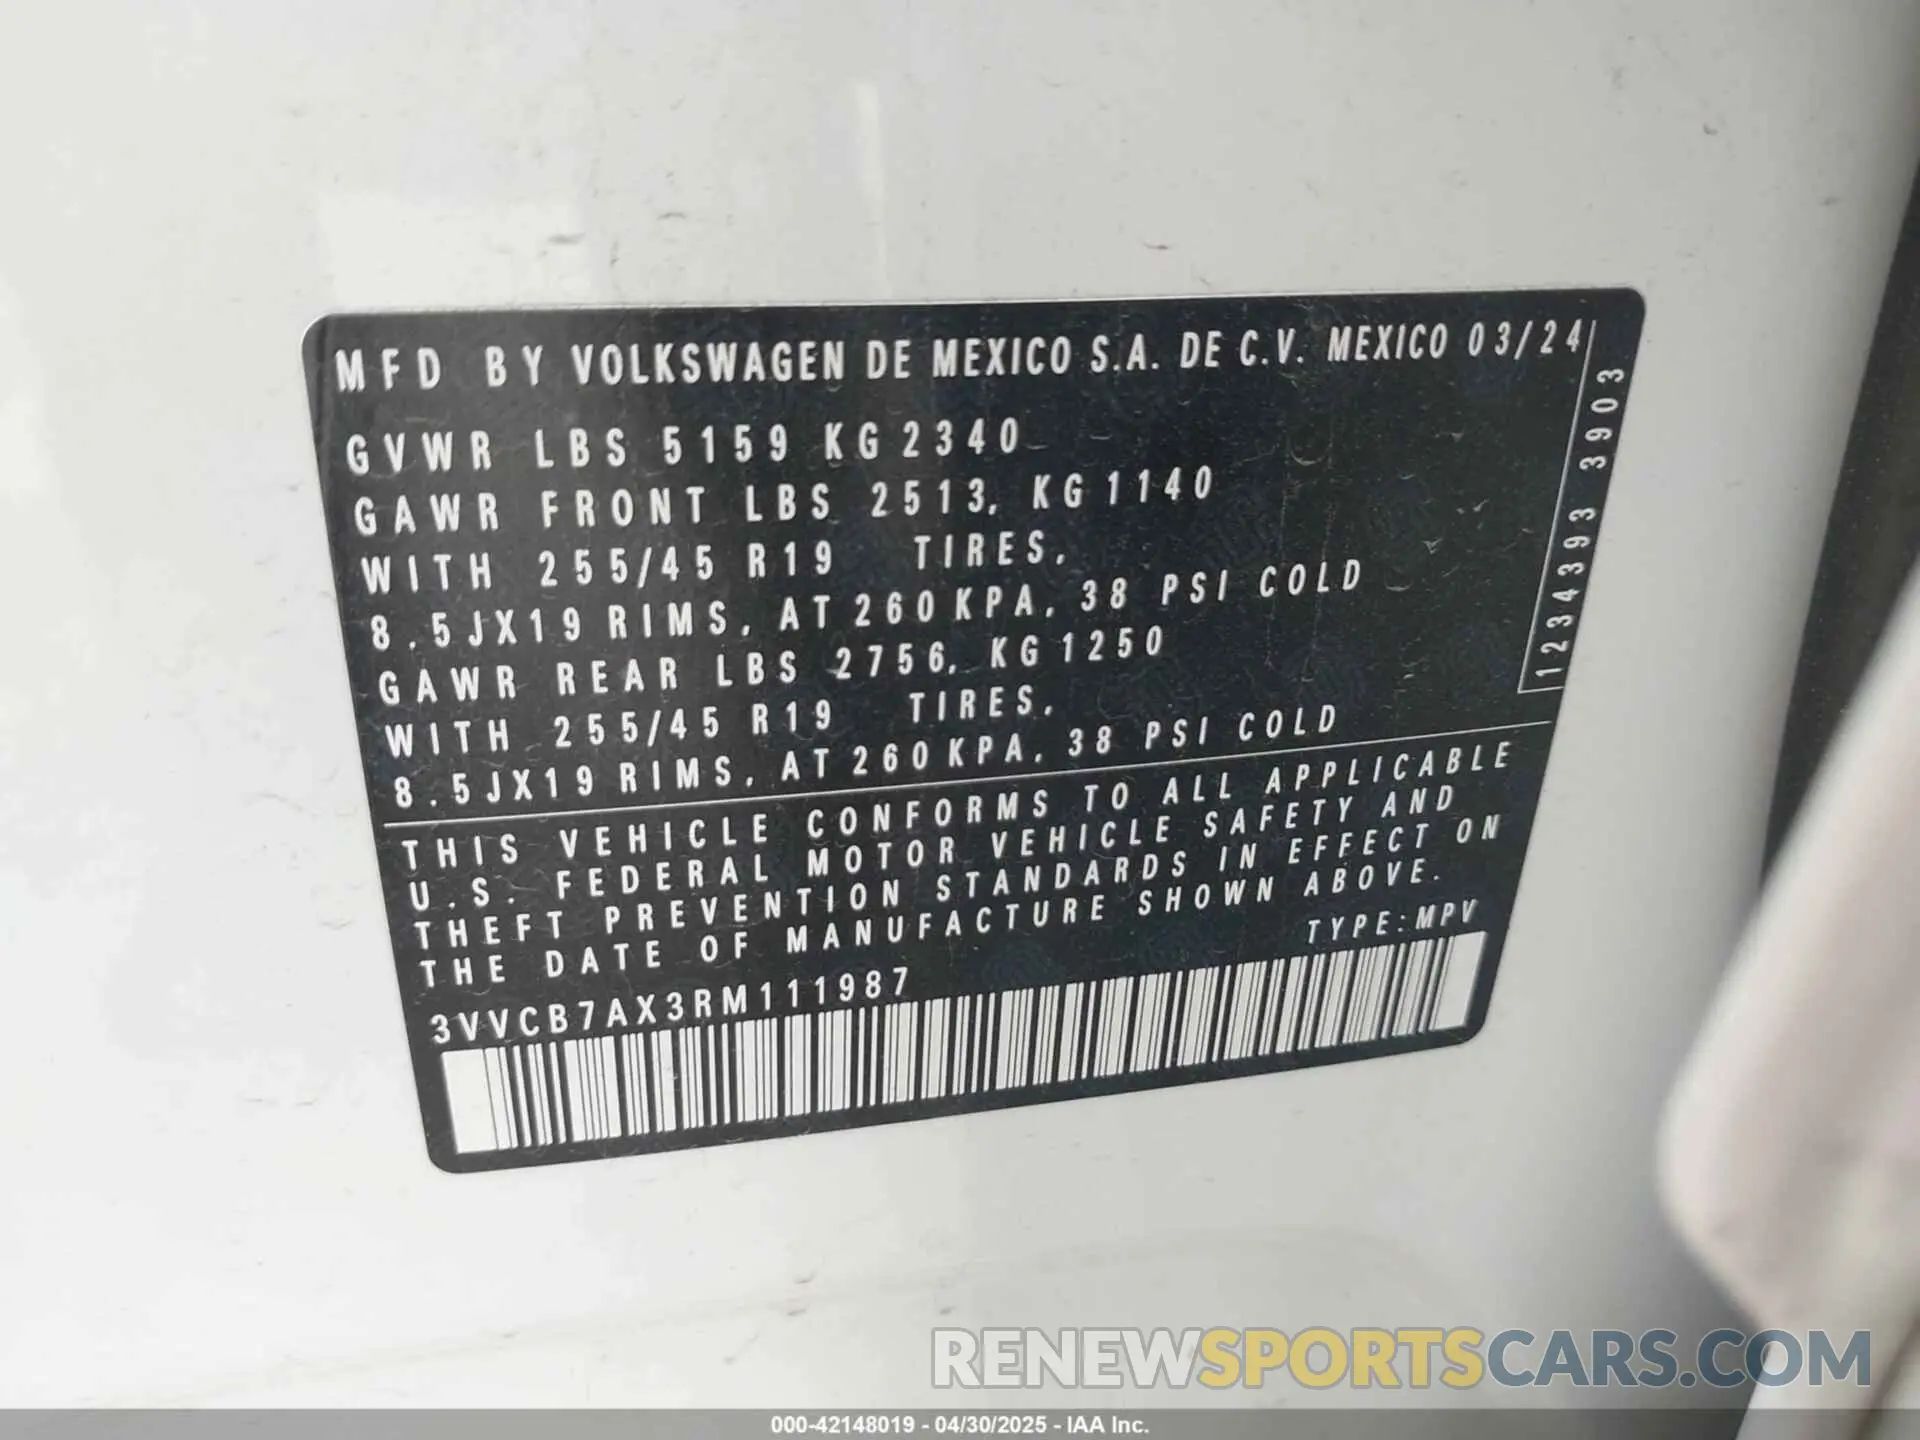 MFD BY VOLKSWAGEN DE MEXICO S.A. DE C.V. MEXICO 03/24
GVWR LBS 5159 KG 2340
GAWR FRONT LBS 2513, KG 1140
WITH 255/45 R19 TIRES,
8.5JX19 RIMS, AT 260 KPA, 38 PSI COLD
GAWR REAR LBS 2756, KG 1250
WITH 255/45 R19 TIRES,
8.5JX19 RIMS, AT 260 KPA, 38 PSI COLD
1234393 3903
THIS VEHICLE CONFORMS TO ALL APPLICABLE
U.S. FEDERAL MOTOR VEHICLE SAFETY AND
THEFT PREVENTION STANDARDS IN EFFECT ON
THE DATE OF MANUFACTURE SHOWN ABOVE.
TYPE: MPV
3VVCB7AX3RM111987
RENEWSPORTSCARS.COM
000-42148019 - 04/30/2025 - IAA Inc.